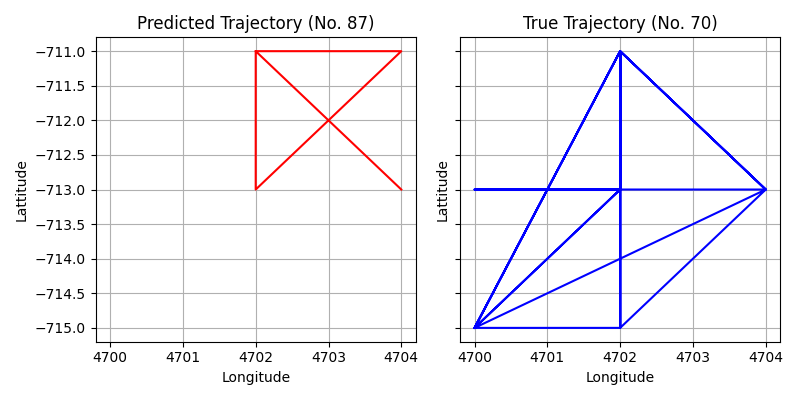 Predicted Trajectory (No. 87)
True Trajectory (No. 70)
−711.0
−711.5
−712.0
−712.5
−713.0
−713.5
−714.0
−714.5
−715.0
Lattitude
Lattitude
4700 4701 4702 4703 4704
4700 4701 4702 4703 4704
Longitude
Longitude